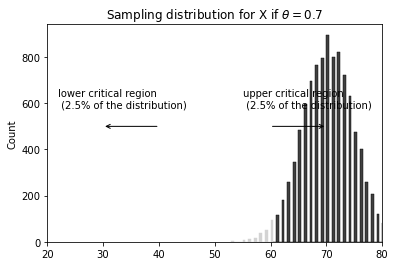 Sampling distribution for X if θ = 0.7
Count
800
600
400
200
0
lower critical region
(2.5% of the distribution)
upper critical region
(2.5% of the distribution)
20 30 40 50 60 70 80